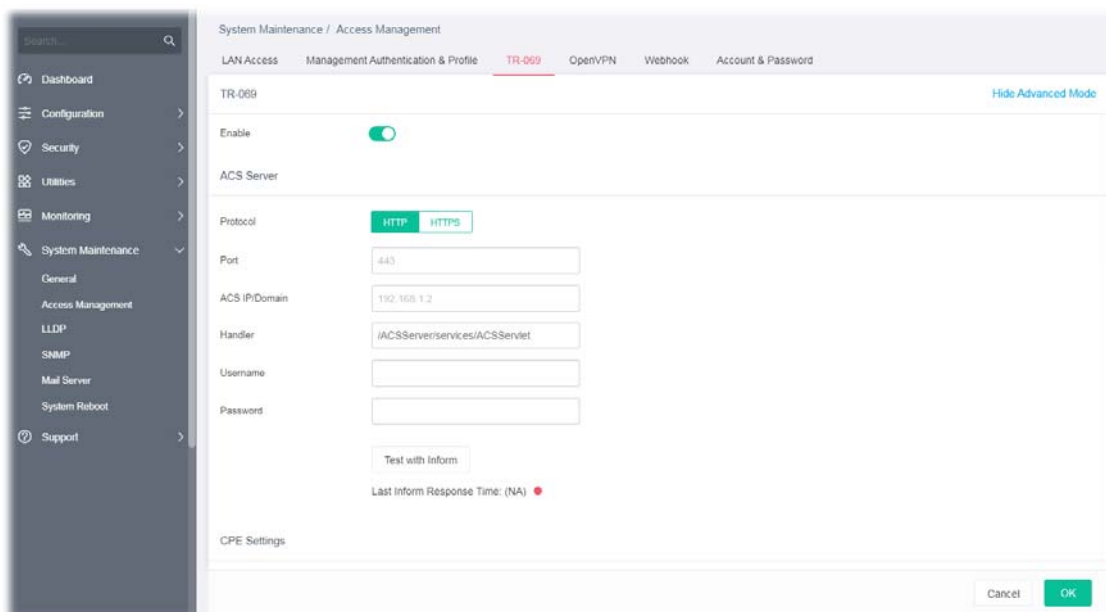 Search...
Dashboard
Configuration
Security
Utilities
Monitoring
System Maintenance
General
Access Management
LLDP
SNMP
Mail Server
System Reboot
Support
System Maintenance / Access Management
LAN Access Management Authentication & Profile TR-069 OpenVPN Webhook Account & Password
TR-069 Hide Advanced Mode
Enable
ACS Server
Protocol HTTP HTTPS
Port 443
ACS IP/Domain 192.168.1.2
Handler /ACSServer/services/ACSServlet
Username
Password
Test with Inform
Last Inform Response Time: (NA)
CPE Settings
Cancel OK